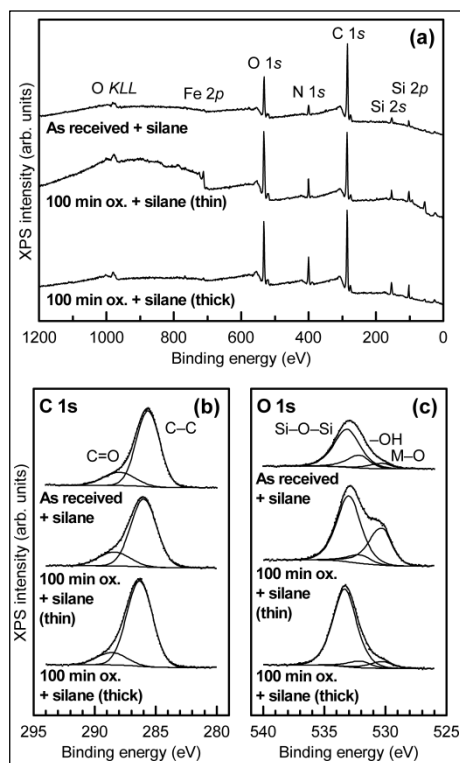 (a)
C 1s
O 1s
O KLL
Fe 2p
N 1s
Si 2p
Si 2s
As received + silane
100 min ox. + silane (thin)
100 min ox. + silane (thick)
XPS intensity (arb. units)
1200 1000 800 600 400 200 0
Binding energy (eV)
C 1s
(b)
C=O
C–C
As received
+ silane
100 min ox.
+ silane
(thin)
100 min ox.
+ silane (thick)
XPS intensity (arb. units)
294 290 285 280
Binding energy (eV)
O 1s
(c)
Si–O–Si
–OH
M–O
As received
+ silane
100 min ox.
+ silane
(thin)
100 min ox.
+ silane (thick)
540 535 530 525
Binding energy (eV)